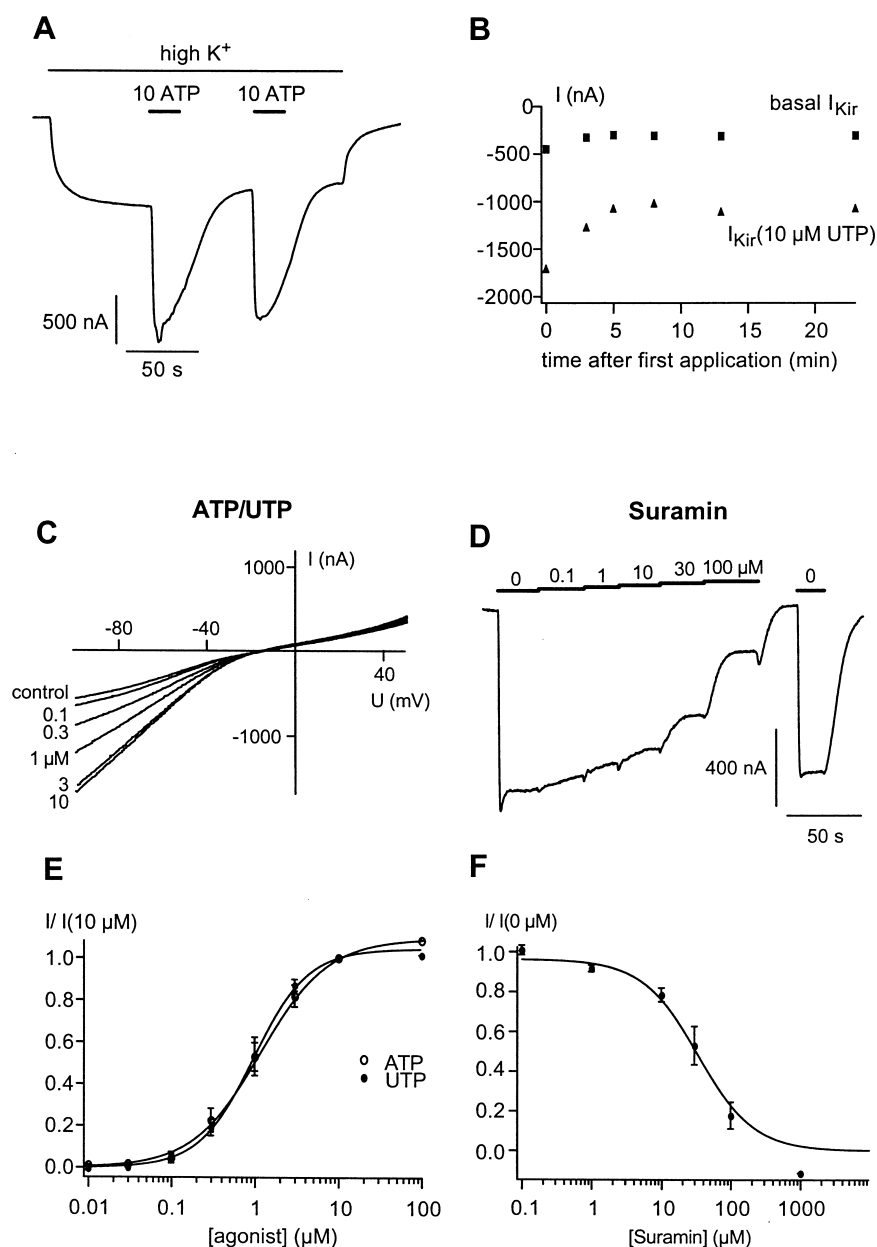 A
high K+
10 ATP 10 ATP
500 nA
50 s
B
I (nA)
basal IKir
0
-500
-1000
-1500
-2000
IKir(10 µM UTP)
0 5 10 15 20
time after first application (min)
C
ATP/UTP
I (nA)
1000
-80 -40
40
U (mV)
-1000
control
0.1
0.3
1 µM
3
10
D
Suramin
0 0.1 1 10 30 100 µM 0
400 nA
50 s
E
I/ I(10 µM)
1.0
0.8
0.6
0.4
0.2
0.0
ATP
UTP
0.01 0.1 1 10 100
[agonist] (µM)
F
I/ I(0 µM)
1.0
0.8
0.6
0.4
0.2
0.0
0.1 1 10 100 1000
[Suramin] (µM)